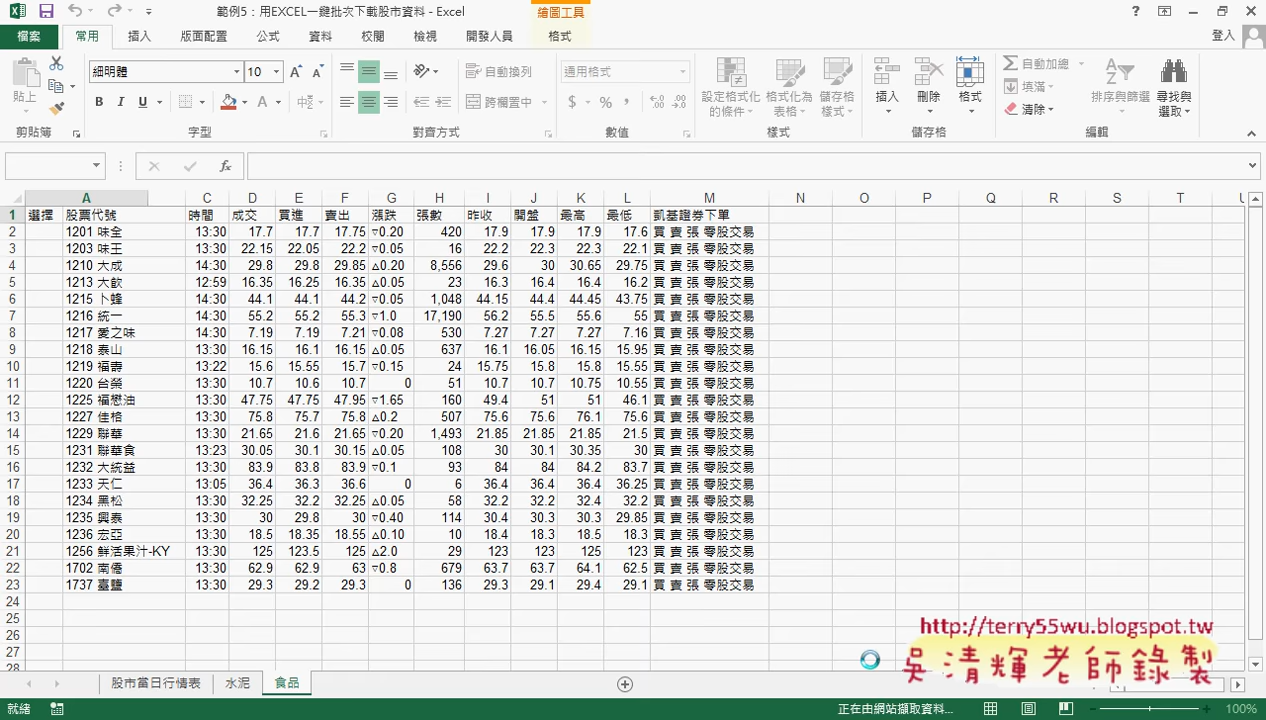 範例5：用EXCEL一鍵批次下載股市資料 - Excel
繪圖工具
檔案 常用 插入 版面配置 公式 資料 校閱 檢視 開發人員 格式 登入
細明體 10 自動換列 通用格式 自動加總
貼上 跨欄置中 設定格式化的條件 格式化為表格 儲存格樣式 插入 刪除 格式 填滿 清除 排序與篩選 尋找與選取
剪貼簿 字型 對齊方式 數值 樣式 儲存格 編輯
A C D E F G H I J K L M N O P Q R S T U
1 選擇 股票代號 時間 成交 買進 賣出 漲跌 張數 昨收 開盤 最高 最低 凱基證券下單
2 1201 味全 13:30 17.7 17.7 17.75 ▽0.20 420 17.9 17.9 17.9 17.6 買 賣 張 零股交易
3 1203 味王 13:30 22.15 22.05 22.2 ▽0.05 16 22.2 22.3 22.3 22.1 買 賣 張 零股交易
4 1210 大成 14:30 29.8 29.8 29.85 △0.20 8,556 29.6 30 30.65 29.75 買 賣 張 零股交易
5 1213 大飲 12:59 16.35 16.25 16.35 △0.05 23 16.3 16.4 16.4 16.2 買 賣 張 零股交易
6 1215 卜蜂 14:30 44.1 44.1 44.2 ▽0.05 1,048 44.15 44.4 44.45 43.75 買 賣 張 零股交易
7 1216 統一 14:30 55.2 55.2 55.3 ▽1.0 17,190 56.2 55.5 55.6 55 買 賣 張 零股交易
8 1217 愛之味 14:30 7.19 7.19 7.21 ▽0.08 530 7.27 7.27 7.27 7.16 買 賣 張 零股交易
9 1218 泰山 13:30 16.15 16.1 16.15 △0.05 637 16.1 16.05 16.15 15.95 買 賣 張 零股交易
10 1219 福壽 13:22 15.6 15.55 15.7 ▽0.15 24 15.75 15.8 15.8 15.55 買 賣 張 零股交易
11 1220 台榮 13:30 10.7 10.6 10.7 0 51 10.7 10.7 10.75 10.55 買 賣 張 零股交易
12 1225 福懋油 13:30 47.75 47.75 47.95 ▽1.65 160 49.4 51 51 46.1 買 賣 張 零股交易
13 1227 佳格 13:30 75.8 75.7 75.8 △0.2 507 75.6 75.6 76.1 75.6 買 賣 張 零股交易
14 1229 聯華 13:30 21.65 21.6 21.65 ▽0.20 1,493 21.85 21.85 21.85 21.5 買 賣 張 零股交易
15 1231 聯華食 13:23 30.05 30.1 30.15 △0.05 108 30 30.1 30.35 30 買 賣 張 零股交易
16 1232 大統益 13:30 83.9 83.8 83.9 ▽0.1 93 84 84 84.2 83.7 買 賣 張 零股交易
17 1233 天仁 13:05 36.4 36.3 36.6 0 6 36.4 36.4 36.4 36.25 買 賣 張 零股交易
18 1234 黑松 13:30 32.25 32.2 32.25 △0.05 58 32.2 32.2 32.4 32.2 買 賣 張 零股交易
19 1235 興泰 13:30 30 29.8 30 ▽0.40 114 30.4 30.3 30.3 29.85 買 賣 張 零股交易
20 1236 宏亞 13:30 18.5 18.35 18.55 △0.10 10 18.4 18.3 18.5 18.3 買 賣 張 零股交易
21 1256 鮮活果汁-KY 13:30 125 123.5 125 △2.0 29 123 123 125 123 買 賣 張 零股交易
22 1702 南僑 13:30 62.9 62.9 63 ▽0.8 679 63.7 63.7 64.1 62.5 買 賣 張 零股交易
23 1737 臺鹽 13:30 29.3 29.2 29.3 0 136 29.3 29.1 29.4 29.1 買 賣 張 零股交易
24
25
26
27
28
http://terry55wu.blogspot.tw
吳清輝老師錄製
股市當日行情表 水泥 食品
就緒 正在由網站擷取資料... 100%